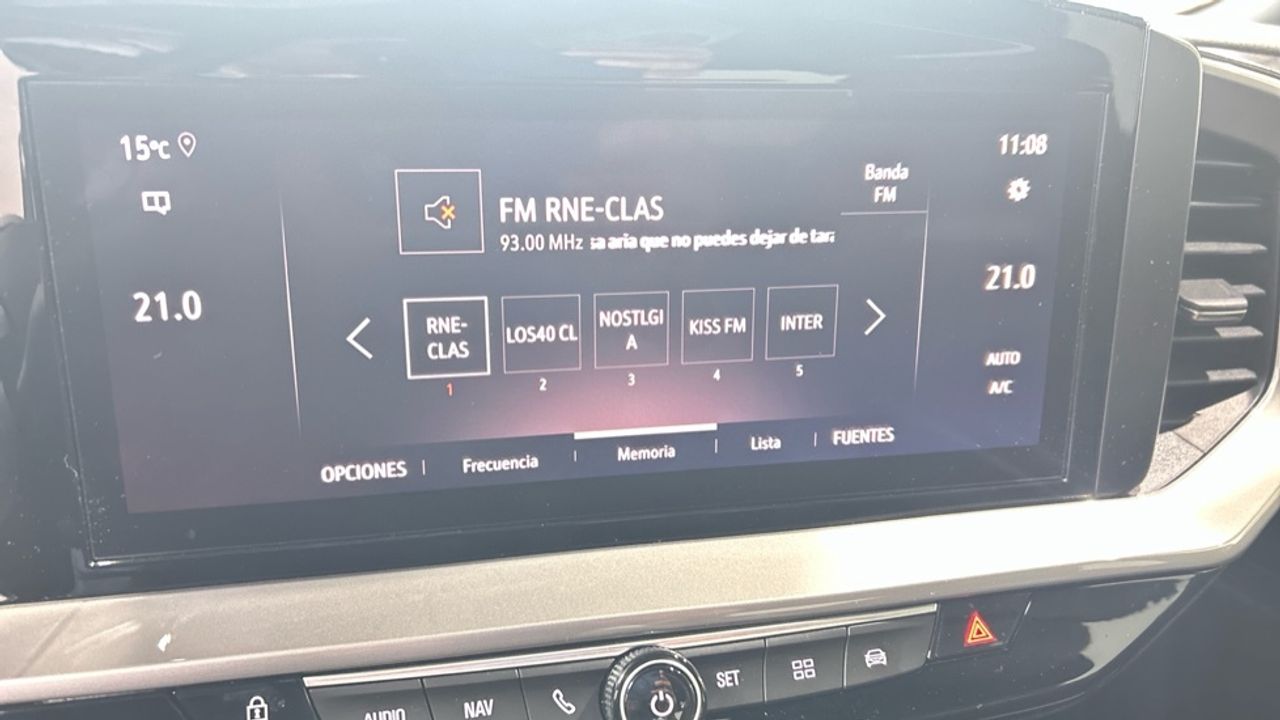 15°C
11:08
Banda
FM
FM RNE-CLAS
93.00 MHz sa aria que no puedes dejar de
21.0
21.0
RNE-
CLAS
LOS40 CL
NOSTLGI
A
KISS FM
INTER
1
2
3
4
5
AUTO
A/C
OPCIONES
Frecuencia
Memoria
Lista
FUENTES
AUDIO
NAV
SET